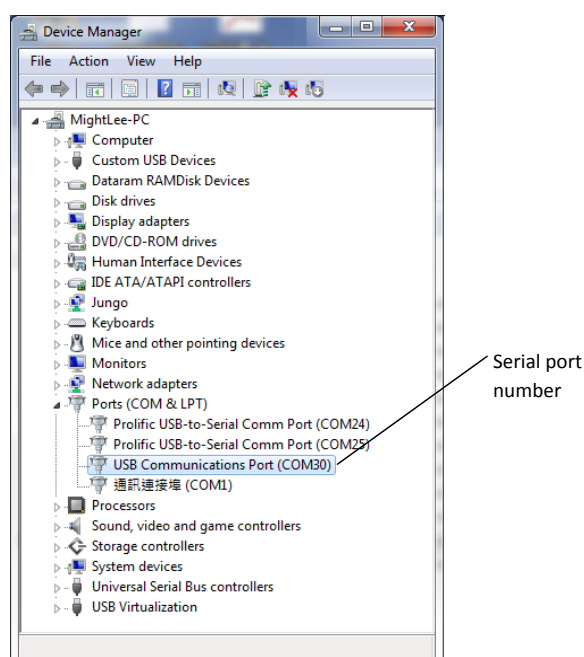 Device Manager
File Action View Help
MightLee-PC
Computer
Custom USB Devices
Dataram RAMDisk Devices
Disk drives
Display adapters
DVD/CD-ROM drives
Human Interface Devices
IDE ATA/ATAPI controllers
Jungo
Keyboards
Mice and other pointing devices
Monitors
Network adapters
Ports (COM & LPT)
Prolific USB-to-Serial Comm Port (COM24)
Prolific USB-to-Serial Comm Port (COM25)
USB Communications Port (COM30)
通訊連接埠 (COM1)
Processors
Sound, video and game controllers
Storage controllers
System devices
Universal Serial Bus controllers
USB Virtualization
Serial port
number